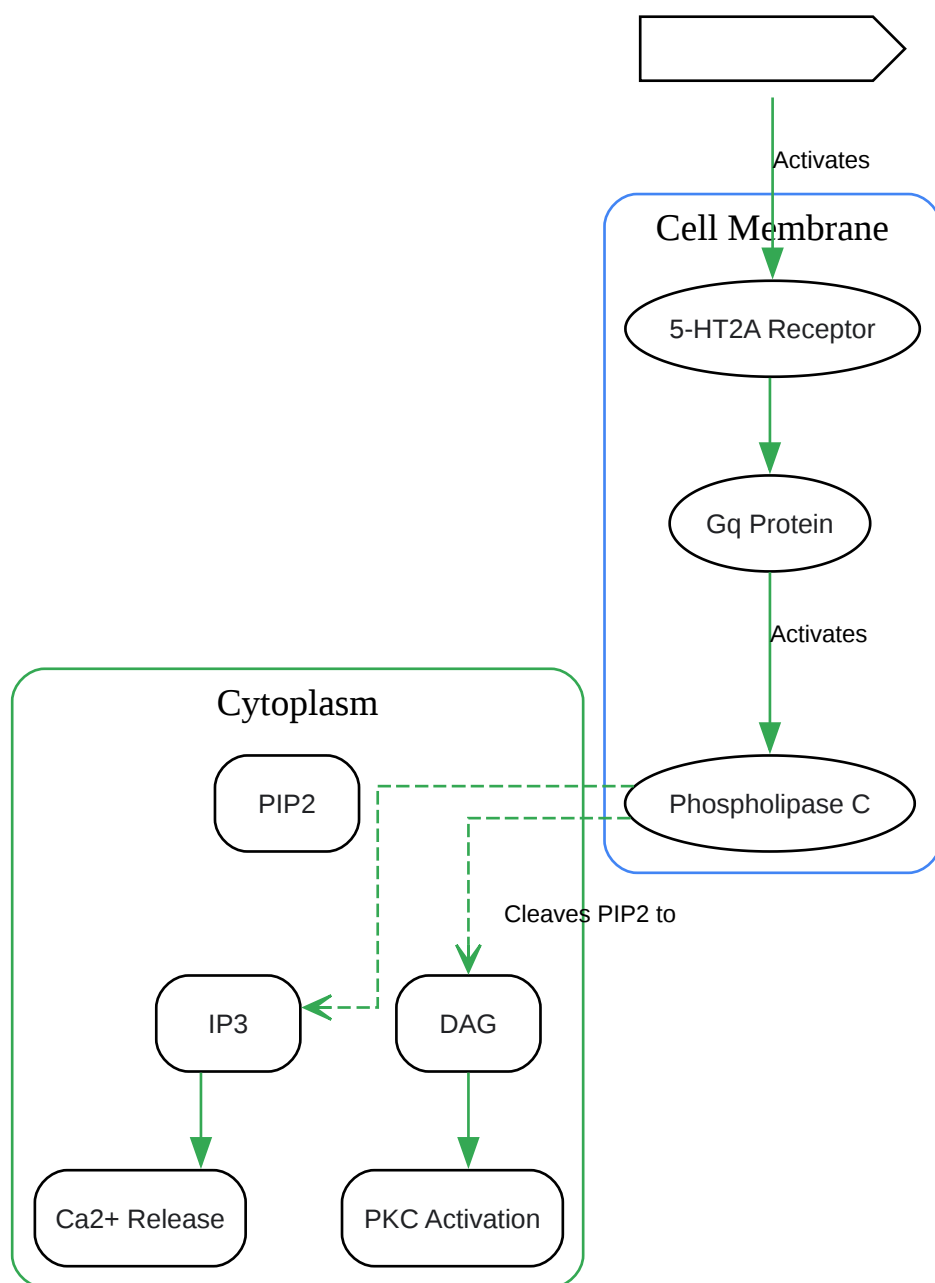 Activates
Cell Membrane
5-HT2A Receptor
Gq Protein
Activates
Cytoplasm
PIP2
Phospholipase C
Cleaves PIP2 to
IP3
DAG
Ca2+ Release
PKC Activation